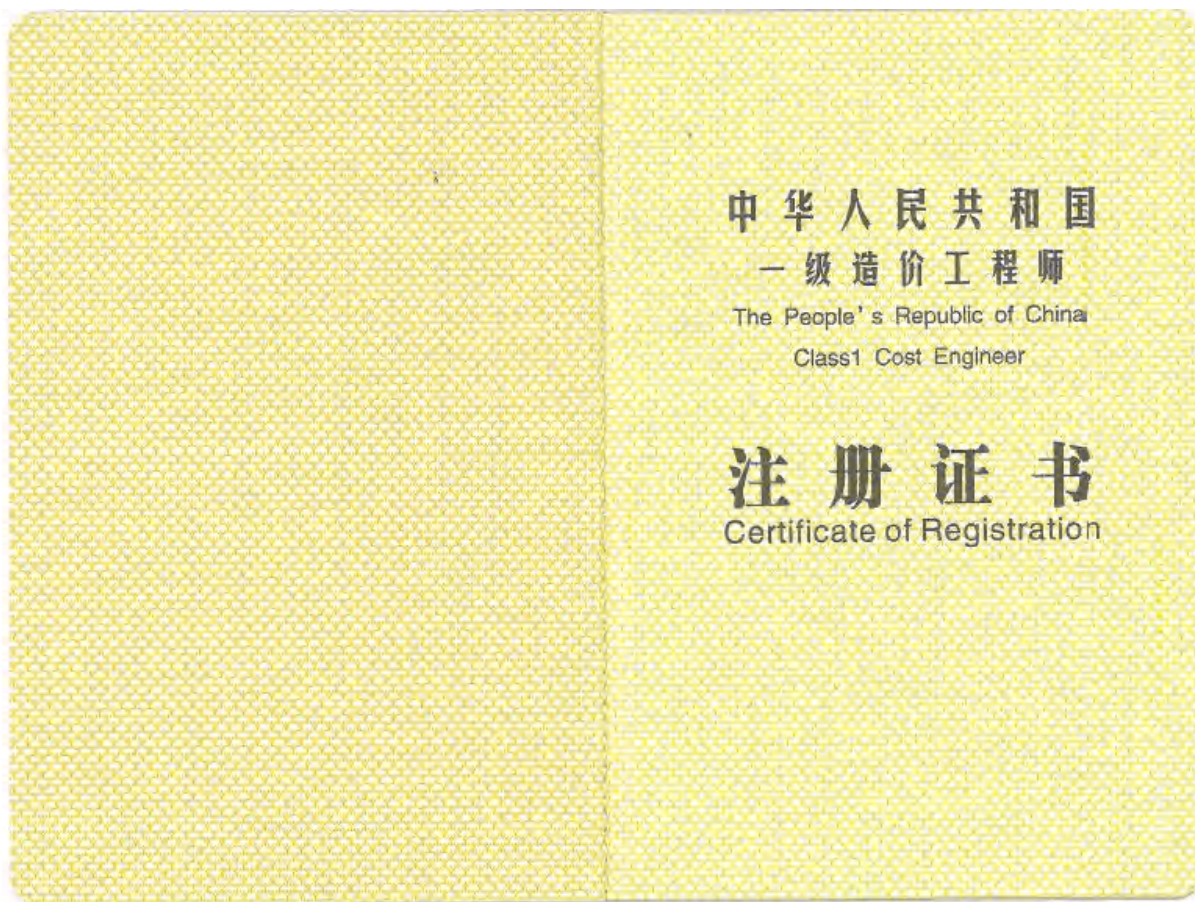 中华人民共和国
一级造价工程师
The People's Republic of China
Class1 Cost Engineer
注册证书
Certificate of Registration